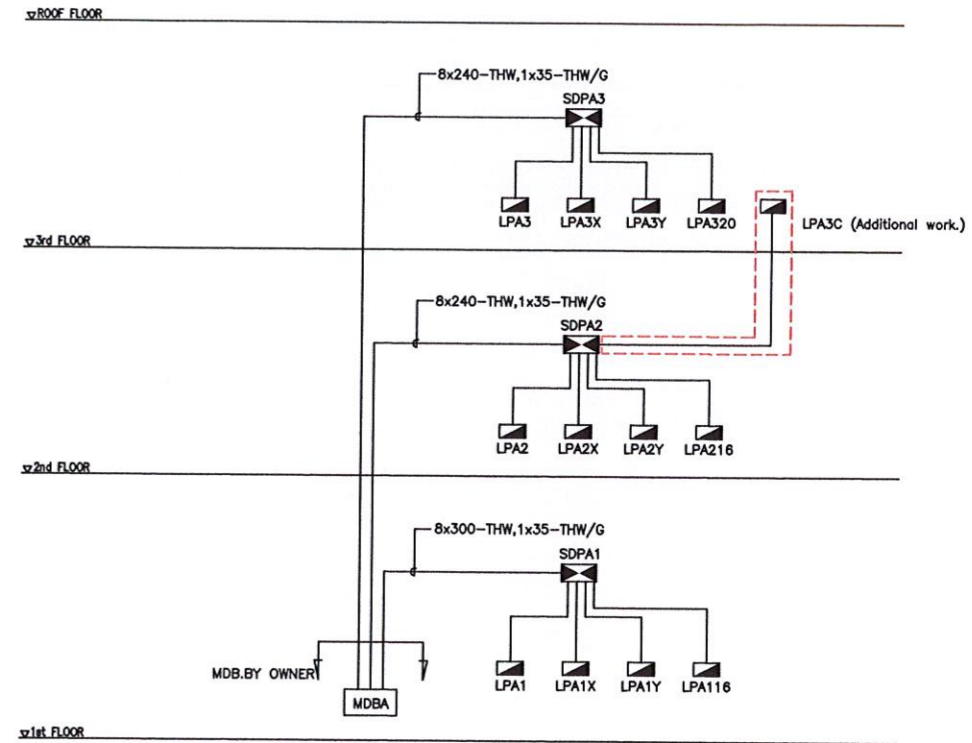 ROOF FLOOR
8x240-THW,1x35-THW/G
SDPA3
LPA3 LPA3X LPA3Y LPA320
LPA3C (Additional work.)
3rd FLOOR
8x240-THW,1x35-THW/G
SDPA2
LPA2 LPA2X LPA2Y LPA216
2nd FLOOR
8x300-THW,1x35-THW/G
SDPA1
MDB.BY OWNER
LPA1 LPA1X LPA1Y LPA116
MDBA
1st FLOOR